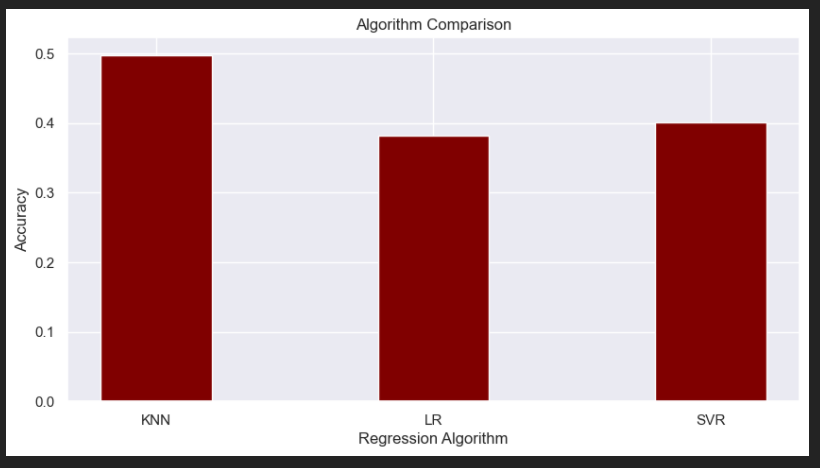 Algorithm Comparison
0.5
0.4
0.3
0.2
0.1
0.0
Accuracy
KNN LR SVR
Regression Algorithm